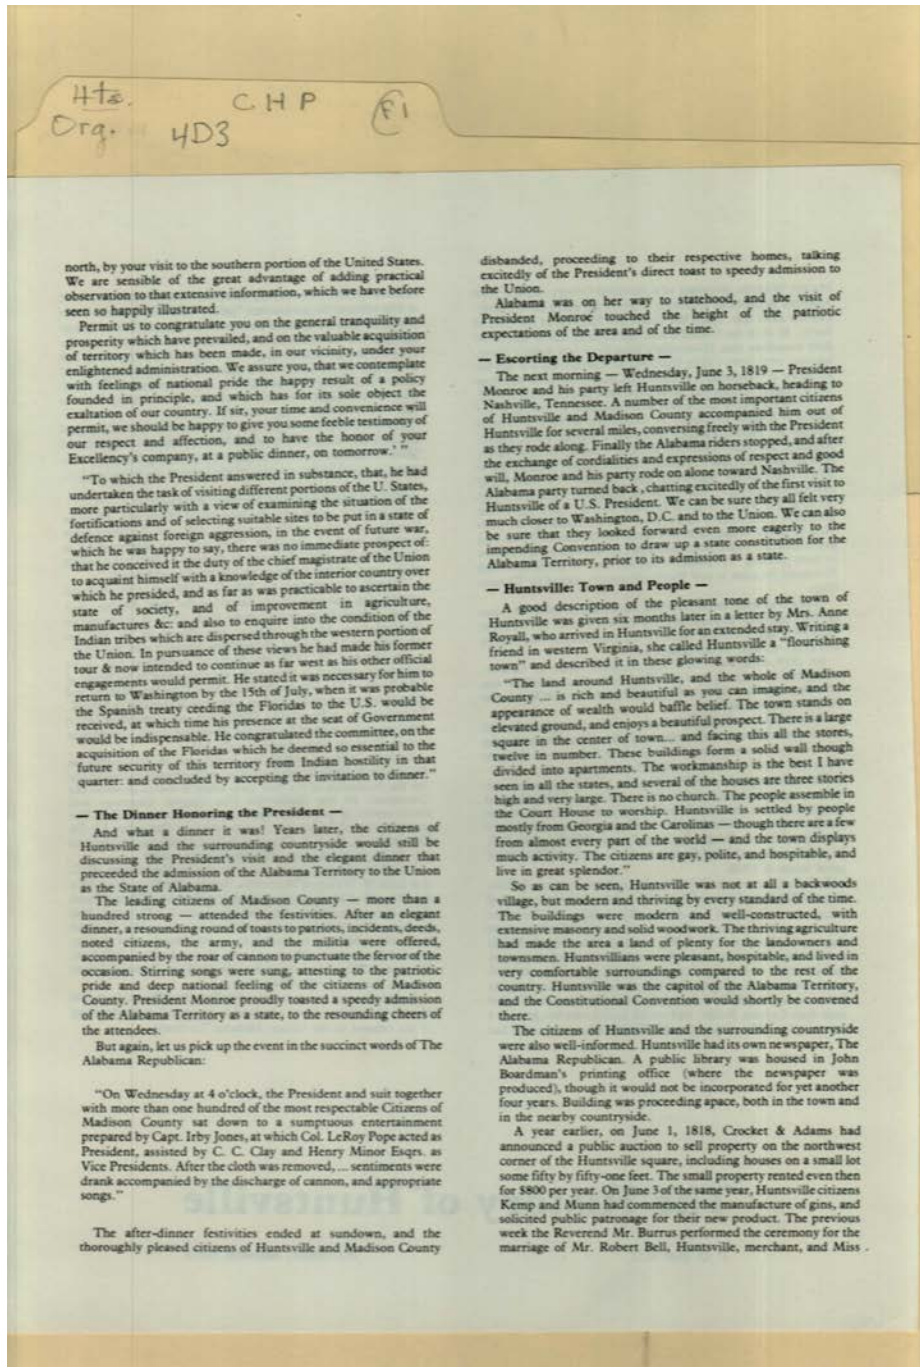 Hts. CHP F1
Org. 4D3
north, by your visit to the southern portion of the United States.
We are sensible of the great advantage of adding practical
observation to that extensive information, which we have before
seen so happily illustrated.
Permit us to congratulate you on the general tranquility and
prosperity which have prevailed, and on the valuable acquisition
of territory which has been made, in our vicinity, under your
enlightened administration. We assure you, that we contemplate
with feelings of national pride the happy result of a policy
founded in principle, and which has for its sole object the
exaltation of our country. If sir, your time and convenience will
permit, we should be happy to give you some feeble testimony of
our respect and affection, and to have the honor of your
Excellency's company, at a public dinner, on tomorrow.' "
"To which the President answered in substance, that, he had
undertaken the task of visiting different portions of the U. States,
more particularly with a view of examining the situation of the
fortifications and of selecting suitable sites to be put in a state of
defence against foreign aggression, in the event of future war,
which he was happy to say, there was no immediate prospect of:
that he conceived it the duty of the chief magistrate of the Union
to acquaint himself with a knowledge of the interior country over
which he presided, and as far as was practicable to ascertain the
state of society, and of improvement in agriculture,
manufactures &c: and also to enquire into the condition of the
Indian tribes which are dispersed through the western portion of
the Union. In pursuance of these views he had made his former
tour & now intended to continue as far west as his other official
engagements would permit. He stated it was necessary for him to
return to Washington by the 15th of July, when it was probable
the Spanish treaty ceeding the Floridas to the U.S. would be
received, at which time his presence at the seat of Government
would be indispensable. He congratulated the committee, on the
acquisition of the Floridas which he deemed so essential to the
future security of this territory from Indian hostility in that
quarter: and concluded by accepting the invitation to dinner."
— The Dinner Honoring the President —
And what a dinner it was! Years later, the citizens of
Huntsville and the surrounding countryside would still be
discussing the President's visit and the elegant dinner that
preceeded the admission of the Alabama Territory to the Union
as the State of Alabama.
The leading citizens of Madison County — more than a
hundred strong — attended the festivities. After an elegant
dinner, a resounding round of toasts to patriots, incidents, deeds,
noted citizens, the army, and the militia were offered,
accompanied by the roar of cannon to punctuate the fervor of the
occasion. Stirring songs were sung, attesting to the patriotic
pride and deep national feeling of the citizens of Madison
County. President Monroe proudly toasted a speedy admission
of the Alabama Territory as a state, to the resounding cheers of
the attendees.
But again, let us pick up the event in the succinct words of The
Alabama Republican:
"On Wednesday at 4 o'clock, the President and suit together
with more than one hundred of the most respectable Citizens of
Madison County sat down to a sumptuous entertainment
prepared by Capt. Irby Jones, at which Col. LeRoy Pope acted as
President, assisted by C. C. Clay and Henry Minor Esqrs. as
Vice Presidents. After the cloth was removed, ... sentiments were
drank accompanied by the discharge of cannon, and appropriate
songs."
The after-dinner festivities ended at sundown, and the
thoroughly pleased citizens of Huntsville and Madison County
disbanded, proceeding to their respective homes, talking
excitedly of the President's direct toast to speedy admission to
the Union.
Alabama was on her way to statehood, and the visit of
President Monroe touched the height of the patriotic
expectations of the area and of the time.
— Escorting the Departure —
The next morning — Wednesday, June 3, 1819 — President
Monroe and his party left Huntsville on horseback, heading to
Nashville, Tennessee. A number of the most important citizens
of Huntsville and Madison County accompanied him out of
Huntsville for several miles, conversing freely with the President
as they rode along. Finally the Alabama riders stopped, and after
the exchange of cordialities and expressions of respect and good
will, Monroe and his party rode on alone toward Nashville. The
Alabama party turned back, chatting excitedly of the first visit to
Huntsville of a U.S. President. We can be sure they all felt very
much closer to Washington, D.C. and to the Union. We can also
be sure that they looked forward even more eagerly to the
impending Convention to draw up a state constitution for the
Alabama Territory, prior to its admission as a state.
— Huntsville: Town and People —
A good description of the pleasant tone of the town of
Huntsville was given six months later in a letter by Mrs. Anne
Royall, who arrived in Huntsville for an extended stay. Writing a
friend in western Virginia, she called Huntsville a "flourishing
town" and described it in these glowing words:
"The land around Huntsville, and the whole of Madison
County ... is rich and beautiful as you can imagine, and the
appearance of wealth would baffle belief. The town stands on
elevated ground, and enjoys a beautiful prospect. There is a large
square in the center of town... and facing this all the stores,
twelve in number. These buildings form a solid wall though
divided into apartments. The workmanship is the best I have
seen in all the states, and several of the houses are three stories
high and very large. There is no church. The people assemble in
the Court House to worship. Huntsville is settled by people
mostly from Georgia and the Carolinas — though there are a few
from almost every part of the world — and the town displays
much activity. The citizens are gay, polite, and hospitable, and
live in great splendor."
So as can be seen, Huntsville was not at all a backwoods
village, but modern and thriving by every standard of the time.
The buildings were modern and well-constructed, with
extensive masonry and solid woodwork. The thriving agriculture
had made the area a land of plenty for the landowners and
townsmen. Huntsvillians were pleasant, hospitable, and lived in
very comfortable surroundings compared to the rest of the
country. Huntsville was the capitol of the Alabama Territory,
and the Constitutional Convention would shortly be convened
there.
The citizens of Huntsville and the surrounding countryside
were also well-informed. Huntsville had its own newspaper, The
Alabama Republican. A public library was housed in John
Boardman's printing office (where the newspaper was
produced), though it would not be incorporated for yet another
four years. Building was proceeding apace, both in the town and
in the nearby countryside.
A year earlier, on June 1, 1818, Crocket & Adams had
announced a public auction to sell property on the northwest
corner of the Huntsville square, including houses on a small lot
some fifty by fifty-one feet. The small property rented even then
for $800 per year. On June 3 of the same year, Huntsville citizens
Kemp and Munn had commenced the manufacture of gins, and
solicited public patronage for their new product. The previous
week the Reverend Mr. Burrus performed the ceremony for the
marriage of Mr. Robert Bell, Huntsville, merchant, and Miss